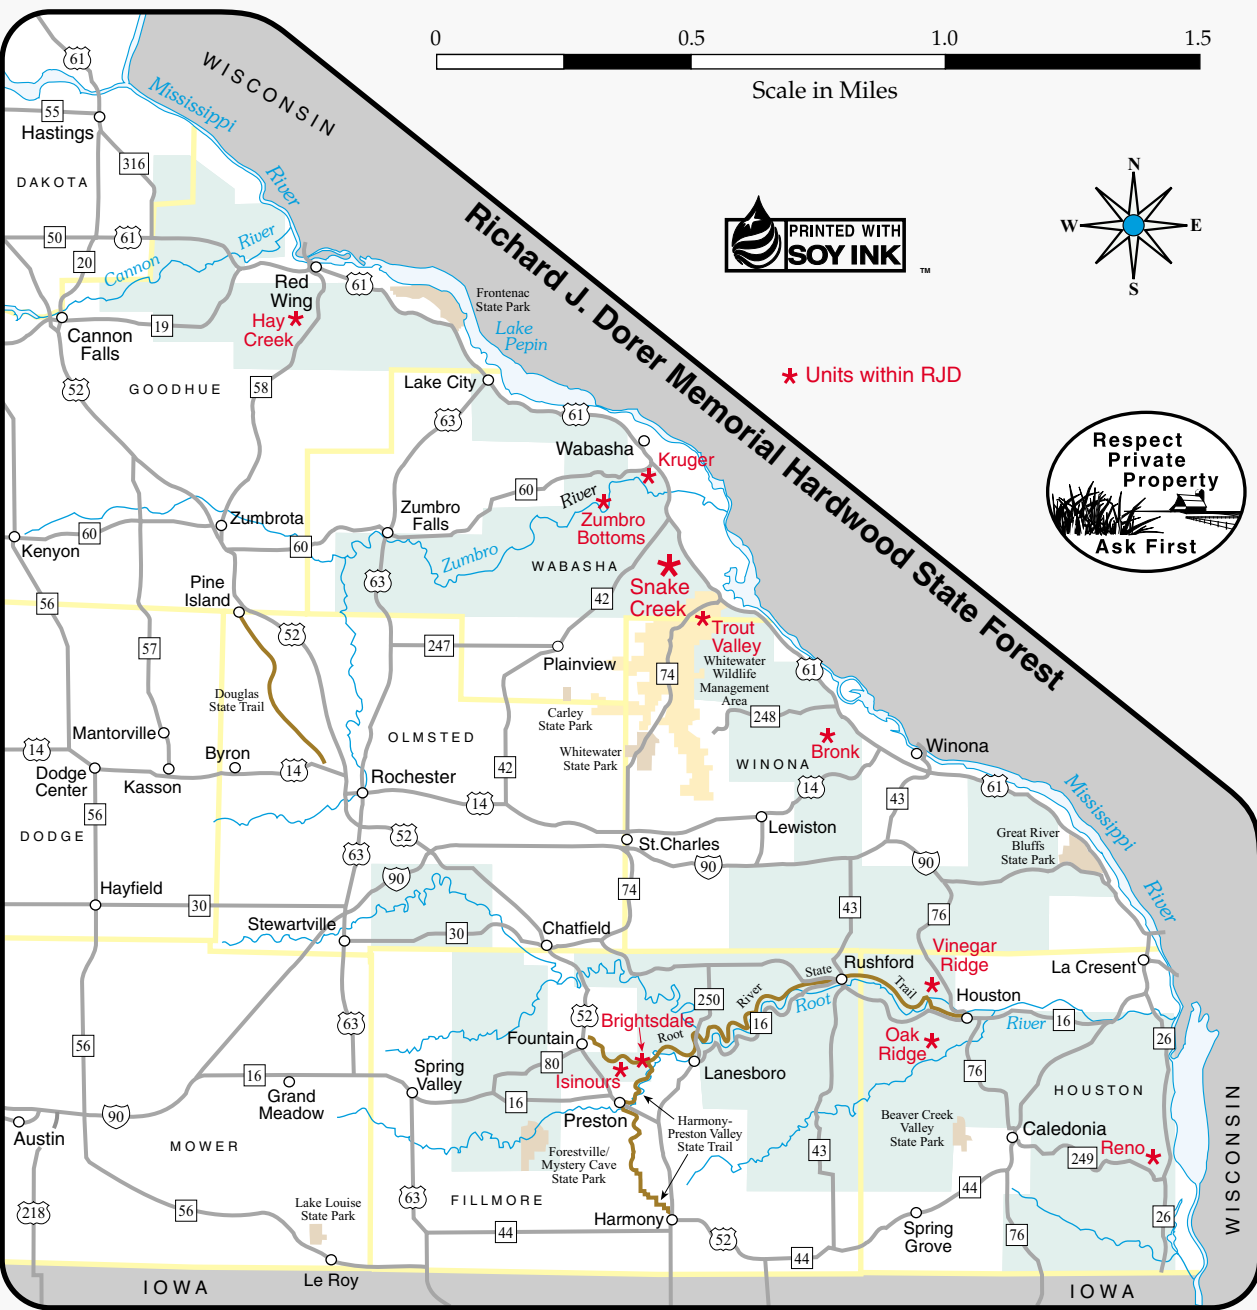 0
0.5
1.0
1.5
Scale in Miles
WISCONSIN
Mississippi
River
61
55
Hastings
316
DAKOTA
50
61
20
Cannon
River
Red
Wing
61
Frontenac
State Park
Lake
Pepin
Hay
Creek
19
Cannon
Falls
52
GOODHUE
58
Lake City
63
61
Richard J. Dorer Memorial Hardwood State Forest
PRINTED WITH
SOY INK
TM
N
W
E
S
Units within RJD
Respect
Private
Property
Ask First
Wabasha
Kruger
60
River
Zumbro
Bottoms
Zumbro
Falls
Zumbrota
60
Kenyon
60
Zumbro
WABASHA
Snake
Creek
Pine
Island
63
42
56
52
247
Plainview
57
Trout
Valley
74
Whitewater
Wildlife
Management
Area
61
Douglas
State Trail
Carley
State Park
248
Mantorville
OLMSTED
Whitewater
State Park
Bronk
WINONA
Winona
14
Byron
14
Dodge
Center
Kasson
Rochester
42
14
14
43
61
Mississippi
River
56
DODGE
52
Lewiston
St.Charles
Great River
Bluffs
State Park
63
90
90
90
Hayfield
30
74
43
76
Stewartville
30
Chatfield
Vinegar
Ridge
La Cresent
Rushford
State
Trail
River
Root
250
Houston
63
52
Brightsdale
Root
16
River
16
Fountain
Oak
Ridge
26
56
80
Isinours
Lanesboro
76
16
Grand
Meadow
Spring
Valley
16
HOUSTON
90
Preston
Harmony-
Preston Valley
State Trail
Beaver Creek
Valley
State Park
Caledonia
Austin
MOWER
Forestville/
Mystery Cave
State Park
43
249
Reno
WISCONSIN
218
56
Lake Louise
State Park
63
FILLMORE
44
Harmony
52
44
44
Spring
Grove
76
26
Le Roy
IOWA
IOWA